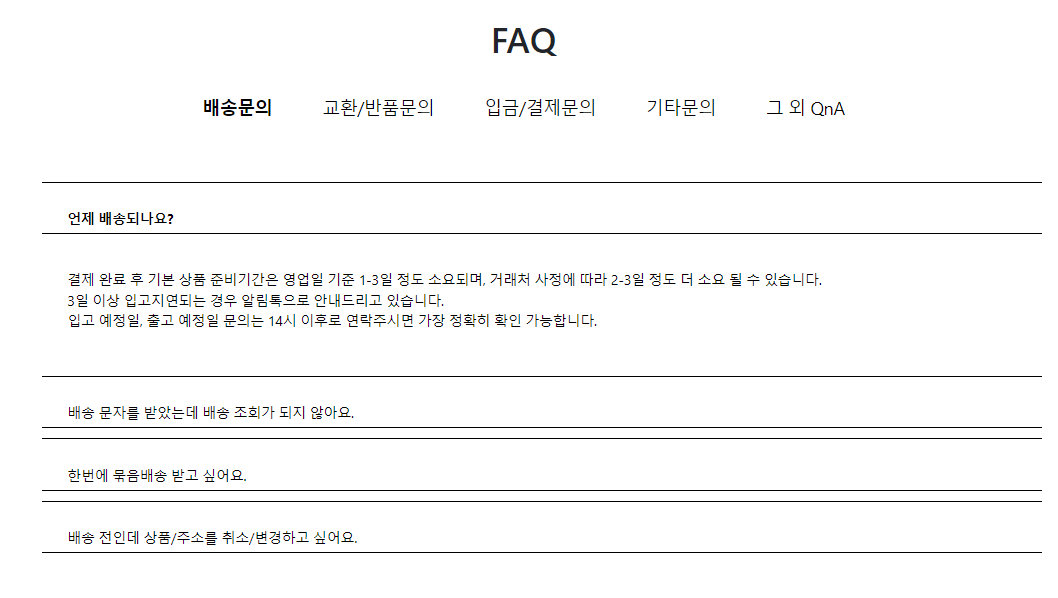 FAQ
배송문의 교환/반품문의 입금/결제문의 기타문의 그 외 QnA
언제 배송되나요?
결제 완료 후 기본 상품 준비기간은 영업일 기준 1-3일 정도 소요되며, 거래처 사정에 따라 2-3일 정도 더 소요 될 수 있습니다.
3일 이상 입고지연되는 경우 알림톡으로 안내드리고 있습니다.
입고 예정일, 출고 예정일 문의는 14시 이후로 연락주시면 가장 정확히 확인 가능합니다.
배송 문자를 받았는데 배송 조회가 되지 않아요.
한번에 묶음배송 받고 싶어요.
배송 전인데 상품/주소를 취소/변경하고 싶어요.